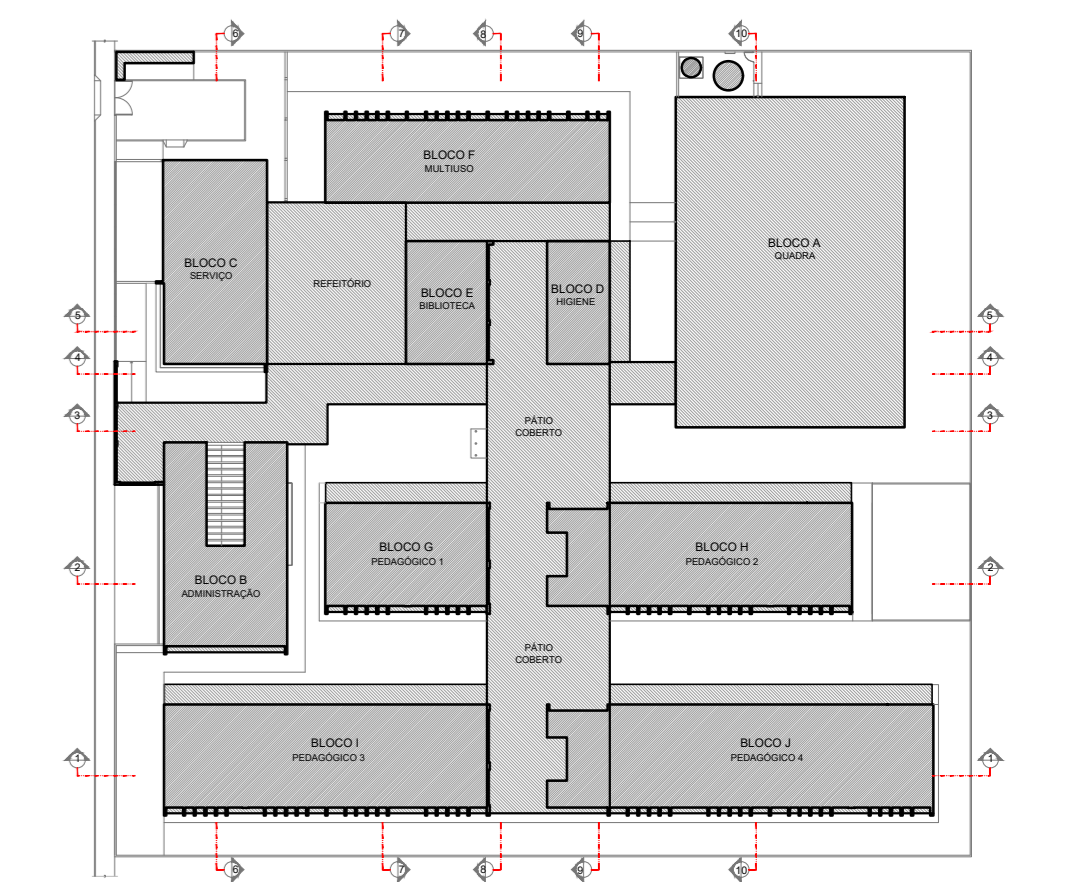 6
7
8
9
10
BLOCO F
MULTIUSO
BLOCO A
QUADRA
BLOCO C
SERVIÇO
REFEITÓRIO
BLOCO E
BIBLIOTECA
BLOCO D
HIGIENE
5
5
4
4
3
3
PÁTIO
COBERTO
BLOCO G
PEDAGÓGICO 1
BLOCO H
PEDAGÓGICO 2
2
2
BLOCO B
ADMINISTRAÇÃO
PÁTIO
COBERTO
BLOCO I
PEDAGÓGICO 3
BLOCO J
PEDAGÓGICO 4
1
1
6
7
8
9
10